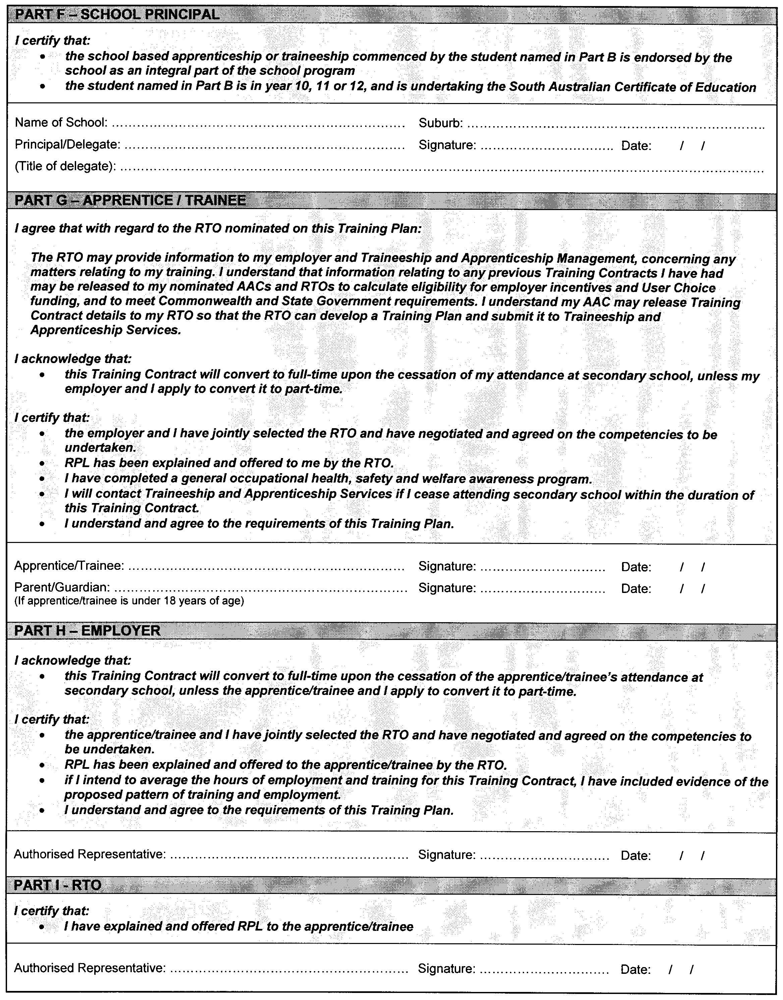 PART F – SCHOOL PRINCIPAL
I certify that:
• the school based apprenticeship or traineeship commenced by the student named in Part B is endorsed by the
school as an integral part of the school program
• the student named in Part B is in year 10, 11 or 12, and is undertaking the South Australian Certificate of Education
Name of School: ........................................................................ Suburb: ........................................................................
Principal/Delegate: .................................................................... Signature: ................................ Date: / /
(Title of delegate): ............................................................................................................................................................
PART G – APPRENTICE / TRAINEE
I agree that with regard to the RTO nominated on this Training Plan:
The RTO may provide information to my employer and Traineeship and Apprenticeship Management, concerning any
matters relating to my training. I understand that information relating to any previous Training Contracts I have had
may be released to my nominated AACs and RTOs to calculate eligibility for employer incentives and User Choice
funding, and to meet Commonwealth and State Government requirements. I understand my AAC may release Training
Contract details to my RTO so that the RTO can develop a Training Plan and submit it to Traineeship and
Apprenticeship Services.
I acknowledge that:
• this Training Contract will convert to full-time upon the cessation of my attendance at secondary school, unless my
employer and I apply to convert it to part-time.
I certify that:
• the employer and I have jointly selected the RTO and have negotiated and agreed on the competencies to be
undertaken.
• RPL has been explained and offered to me by the RTO.
• I have completed a general occupational health, safety and welfare awareness program.
• I will contact Traineeship and Apprenticeship Services if I cease attending secondary school within the duration of
this Training Contract.
• I understand and agree to the requirements of this Training Plan.
Apprentice/Trainee: ................................................................... Signature: .............................. Date: / /
Parent/Guardian: ....................................................................... Signature: .............................. Date: / /
(If apprentice/trainee is under 18 years of age)
PART H – EMPLOYER
I acknowledge that:
• this Training Contract will convert to full-time upon the cessation of the apprentice/trainee's attendance at
secondary school, unless the apprentice/trainee and I apply to convert it to part-time.
I certify that:
• the apprentice/trainee and I have jointly selected the RTO and have negotiated and agreed on the competencies to
be undertaken.
• RPL has been explained and offered to the apprentice/trainee by the RTO.
• if I intend to average the hours of employment and training for this Training Contract, I have included evidence of the
proposed pattern of training and employment.
• I understand and agree to the requirements of this Training Plan.
Authorised Representative: .......................................................... Signature: ............................... Date: / /
PART I - RTO
I certify that:
• I have explained and offered RPL to the apprentice/trainee
Authorised Representative: .......................................................... Signature: ............................... Date: / /